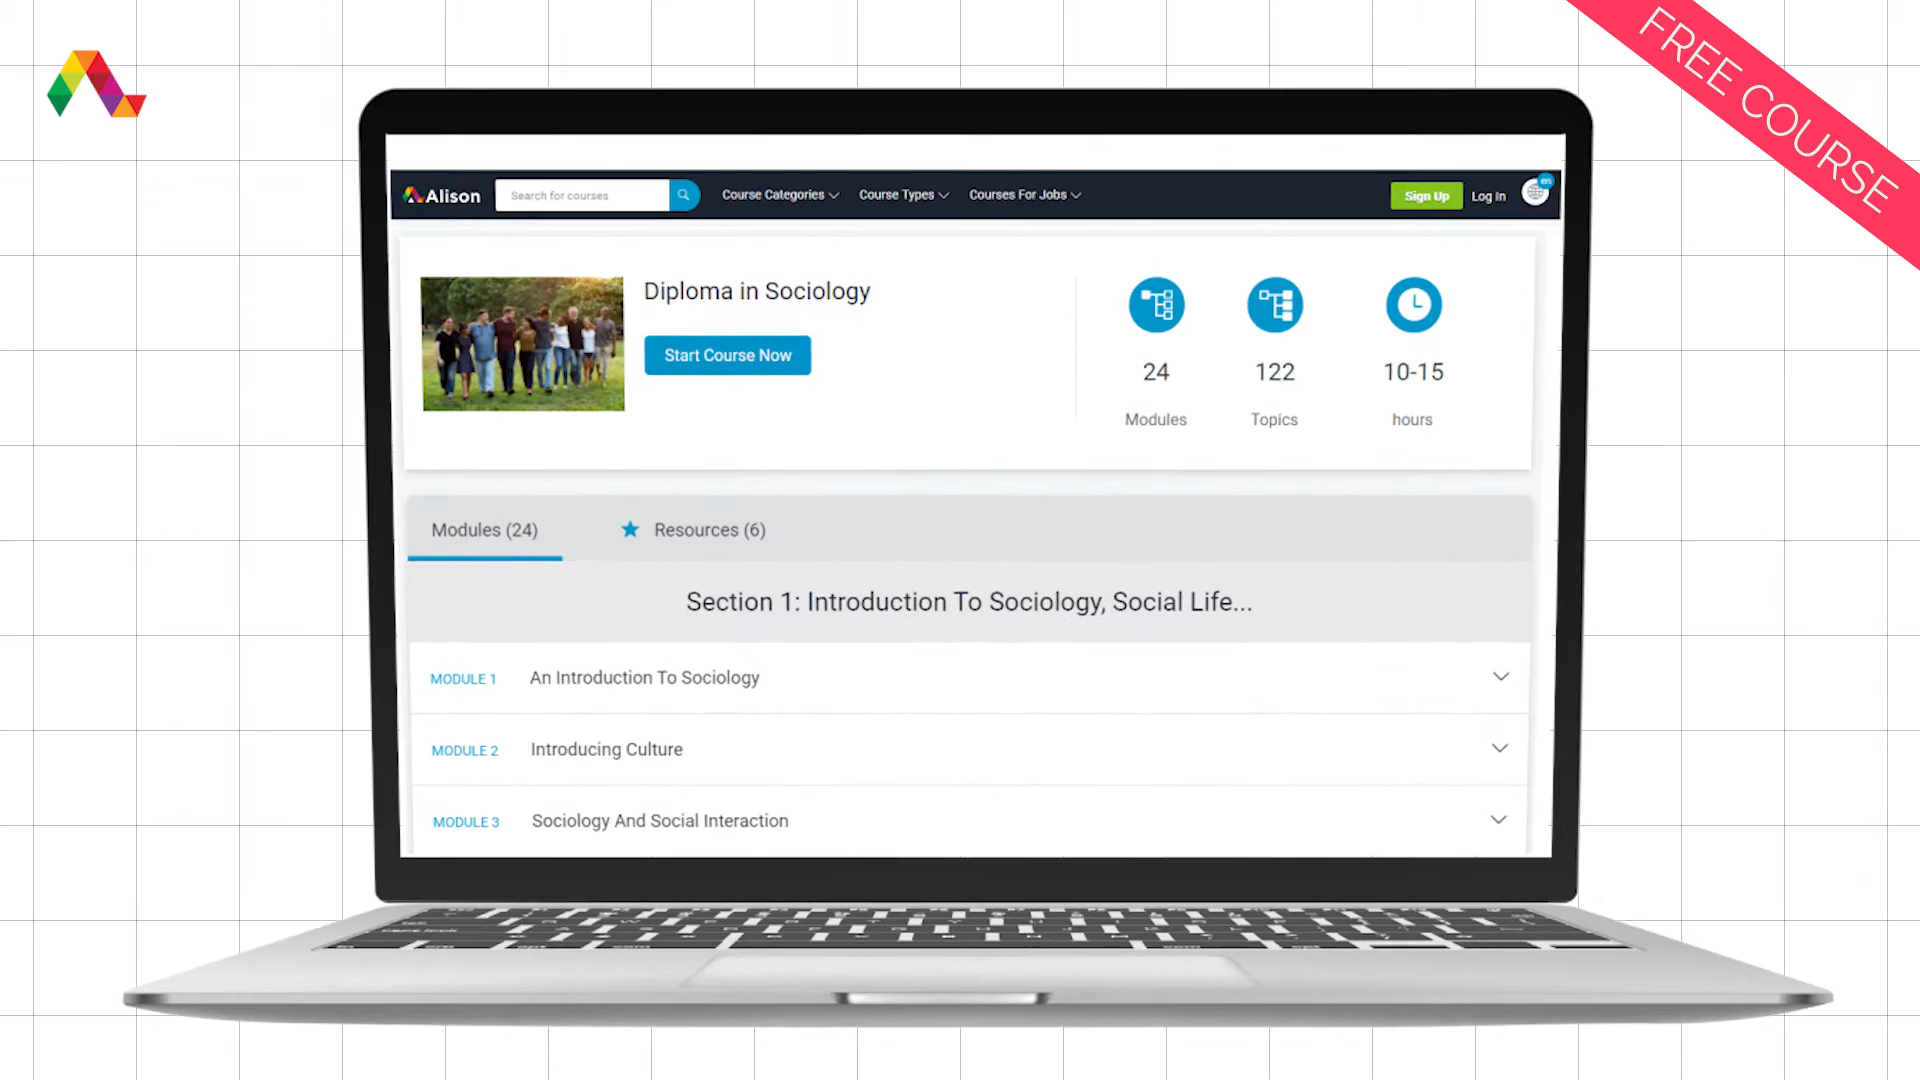 FREE COURSE
Alison
Search for courses
Course Categories
Course Types
Courses For Jobs
Sign Up
Log In
en
Diploma in Sociology
Start Course Now
24
Modules
122
Topics
10-15
hours
Modules (24)
Resources (6)
Section 1: Introduction To Sociology, Social Life...
MODULE 1 An Introduction To Sociology
MODULE 2 Introducing Culture
MODULE 3 Sociology And Social Interaction